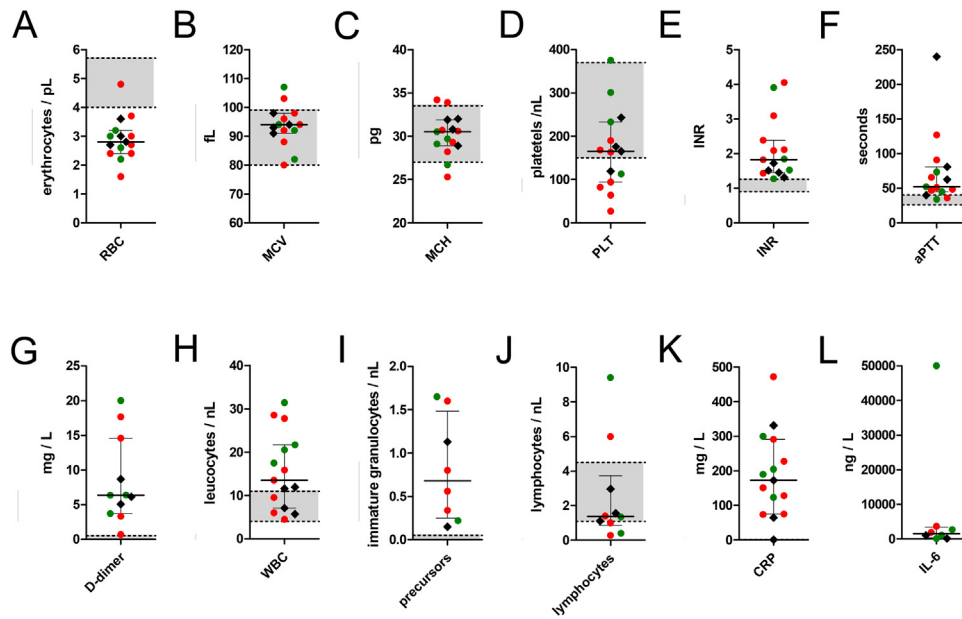 A
erythrocytes / pL
6
5
4
3
2
1
0
RBC
B
fL
120
110
100
90
80
70
60
MCV
C
pg
35
30
25
20
MCH
D
platetels /nL
400
300
200
100
0
PLT
E
INR
5
4
3
2
1
0
INR
F
seconds
250
200
150
100
50
0
aPTT
G
mg / L
25
20
15
10
5
0
D-dimer
H
leucocytes / nL
40
30
20
10
0
WBC
I
immature granulocytes / nL
2.0
1.5
1.0
0.5
0.0
precursors
J
lymphocytes / nL
10
8
6
4
2
0
lymphocytes
K
mg / L
500
400
300
200
100
0
CRP
L
ng / L
50000
40000
30000
20000
10000
0
IL-6